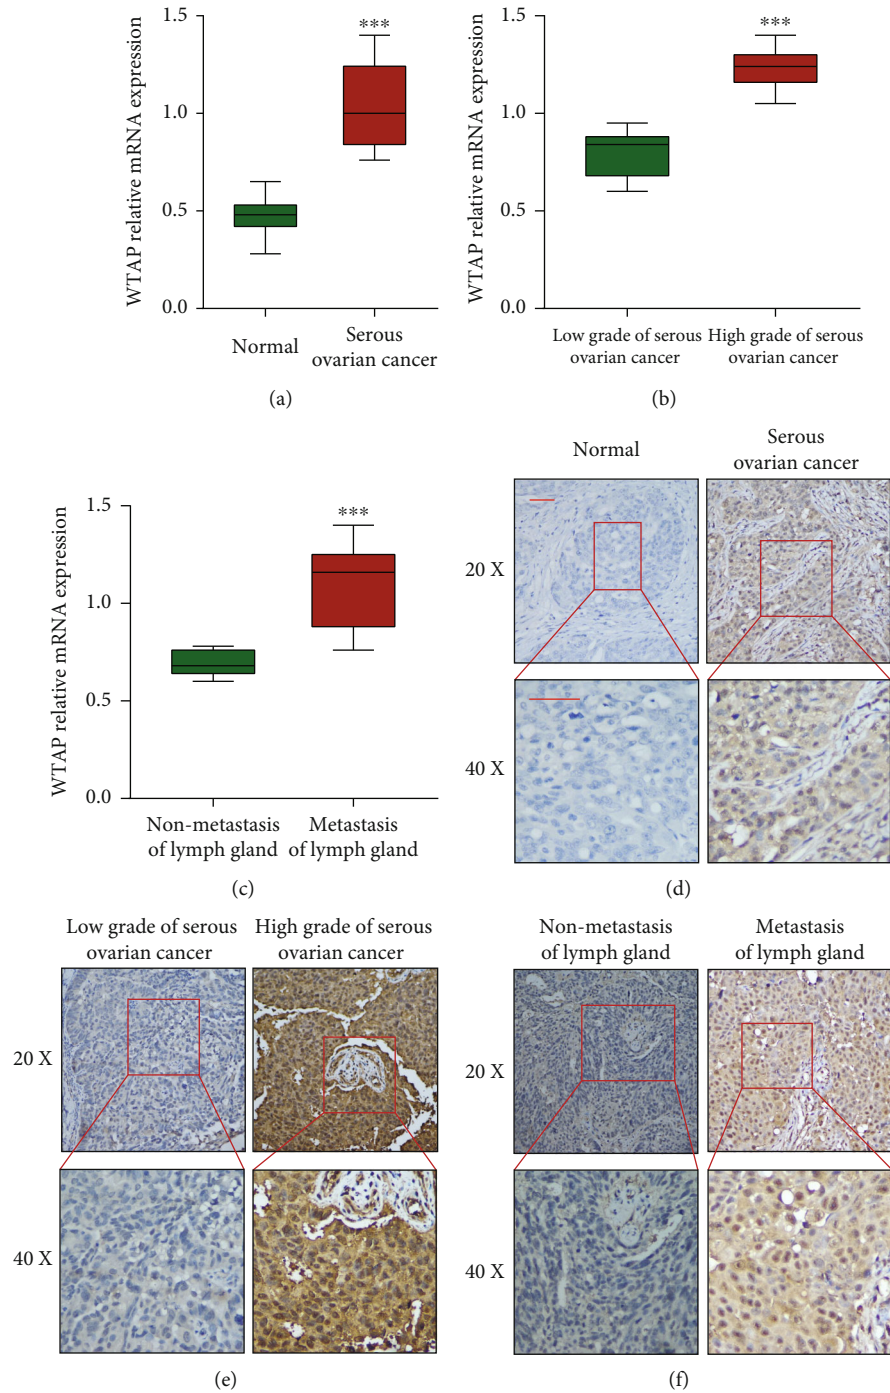 WTAP relative mRNA expression
1.5
1.0
0.5
0.0
***
Normal
Serous
ovarian cancer
(a)
WTAP relative mRNA expression
1.5
1.0
0.5
0.0
***
Low grade of serous
ovarian cancer
High grade of serous
ovarian cancer
(b)
WTAP relative mRNA expression
1.5
1.0
0.5
0.0
***
Non-metastasis
of lymph gland
Metastasis
of lymph gland
(c)
Normal
Serous
ovarian cancer
20 X
40 X
(d)
Low grade of serous
ovarian cancer
High grade of serous
ovarian cancer
20 X
40 X
(e)
Non-metastasis
of lymph gland
Metastasis
of lymph gland
20 X
40 X
(f)